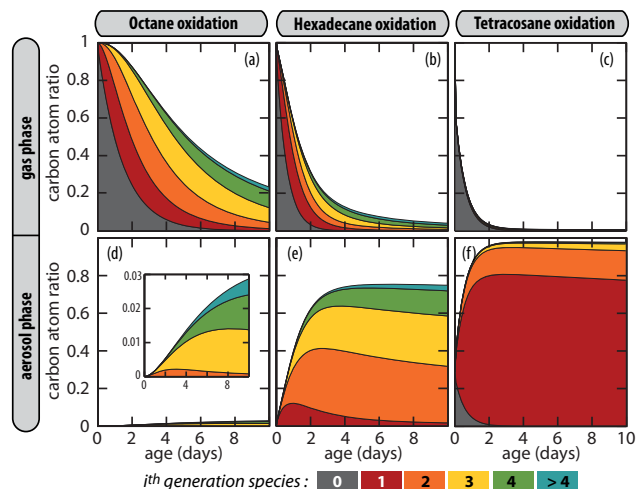 Octane oxidation
Hexadecane oxidation
Tetracosane oxidation
gas phase
carbon atom ratio
1
0.8
0.6
0.4
0.2
0
(a)
(b)
(c)
aerosol phase
carbon atom ratio
0.8
0.6
0.4
0.2
0
(d)
0.03
0.02
0.01
0
0 2 4 6 8
(e)
(f)
0 2 4 6 8 0 2 4 6 8 0 2 4 6 8 10
age (days) age (days) age (days)
ith generation species : 0 1 2 3 4 > 4